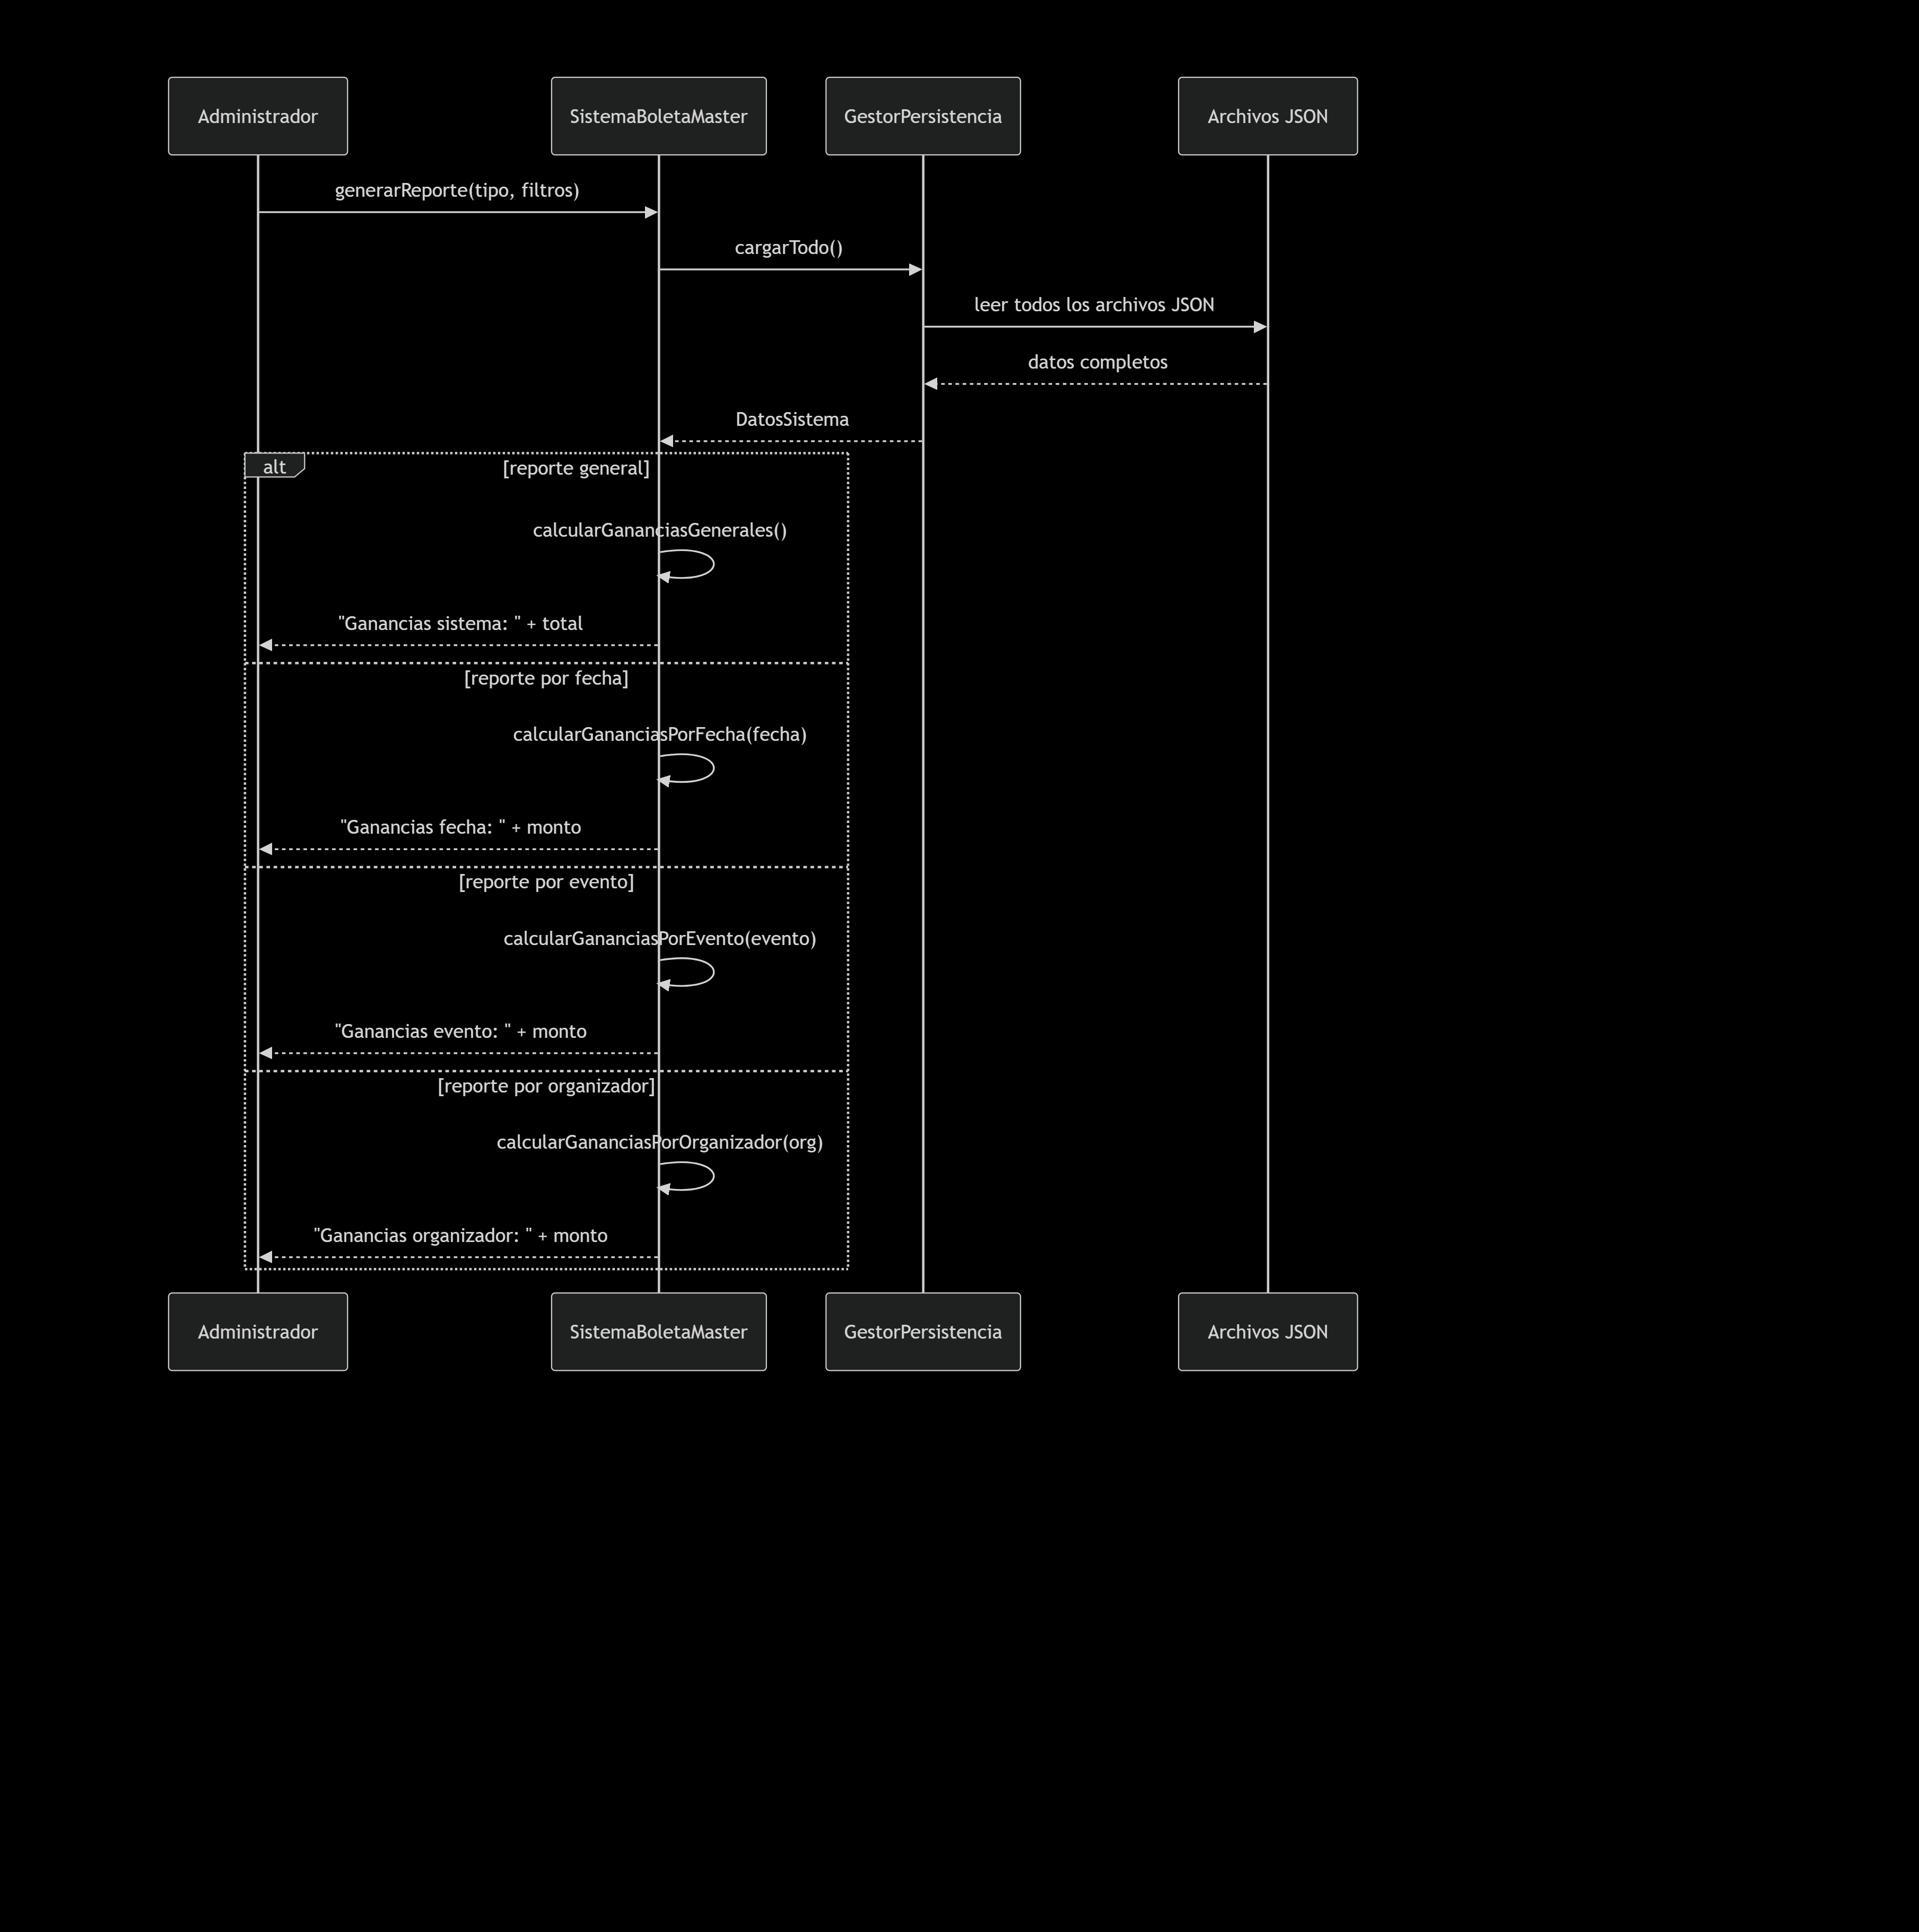 Administrador
SistemaBoletaMaster
GestorPersistencia
Archivos JSON
generarReporte(tipo, filtros)
cargarTodo()
leer todos los archivos JSON
datos completos
DatosSistema
alt
[reporte general]
calcularGananciasGenerales()
"Ganancias sistema: " + total
[reporte por fecha]
calcularGananciasPorFecha(fecha)
"Ganancias fecha: " + monto
[reporte por evento]
calcularGananciasPorEvento(evento)
"Ganancias evento: " + monto
[reporte por organizador]
calcularGananciasPorOrganizador(org)
"Ganancias organizador: " + monto
Administrador
SistemaBoletaMaster
GestorPersistencia
Archivos JSON